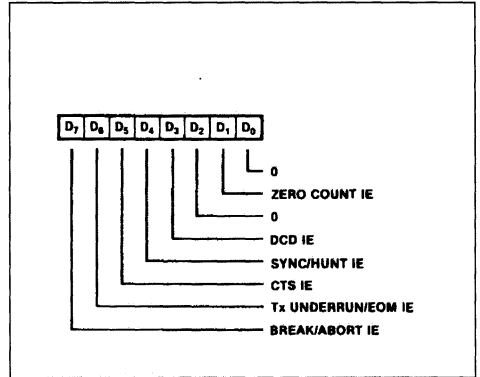 D7 D6 D5 D4 D3 D2 D1 D0
0
ZERO COUNT IE
0
DCD IE
SYNC/HUNT IE
CTS IE
Tx UNDERRUN/EOM IE
BREAK/ABORT IE